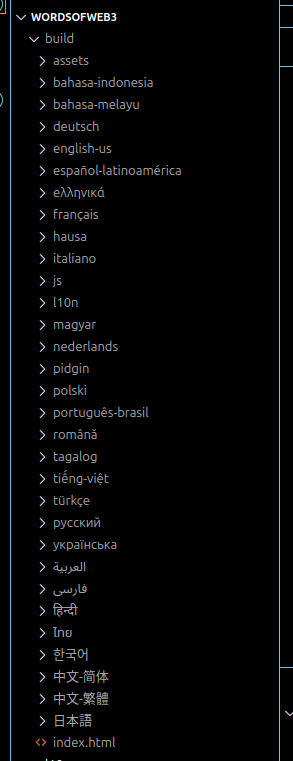 WORDSOFWEB3
build
assets
bahasa-indonesia
bahasa-melayu
deutsch
english-us
español-latinoamérica
ελληνικά
français
hausa
italiano
js
l10n
magyar
nederlands
pidgin
polski
português-brasil
română
tagalog
tiếng-việt
türkçe
русский
українська
العربية
فارسی
हिन्दी
ไทย
한국어
中文-简体
中文-繁體
日本語
index.html